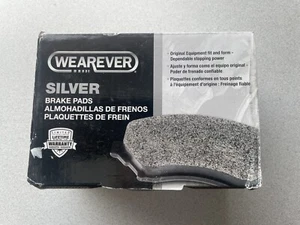 WEAREVER
SILVER
BRAKE PADS
ALMOHADILLAS DE FRENOS
PLAQUETTES DE FREIN
LIMITED
LIFETIME
WARRANTY
• Original Equipment fit and form -
Dependable stopping power
• Ajuste y forma como el equipo original -
Poder de frenado confiable
• Plaquettes conformes en tous points
à l'équipement d'origine : Freinage fiable